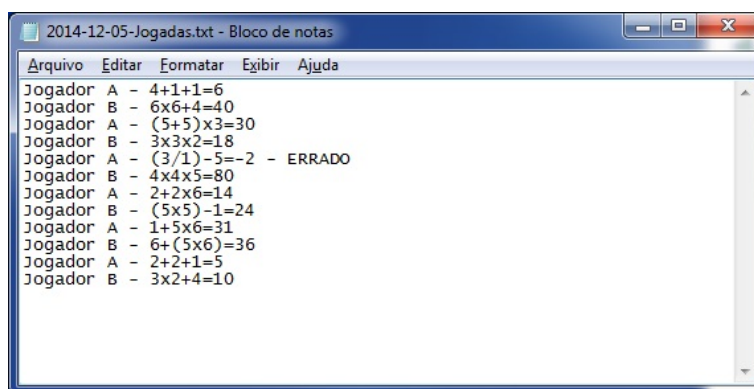 2014-12-05-Jogadas.txt - Bloco de notas
Arquivo Editar Formatar Exibir Ajuda
Jogador A - 4+1+1=6
Jogador B - 6x6+4=40
Jogador A - (5+5)x3=30
Jogador B - 3x3x2=18
Jogador A - (3/1)-5=-2 - ERRADO
Jogador B - 4x4x5=80
Jogador A - 2+2x6=14
Jogador B - (5x5)-1=24
Jogador A - 1+5x6=31
Jogador B - 6+(5x6)=36
Jogador A - 2+2+1=5
Jogador B - 3x2+4=10